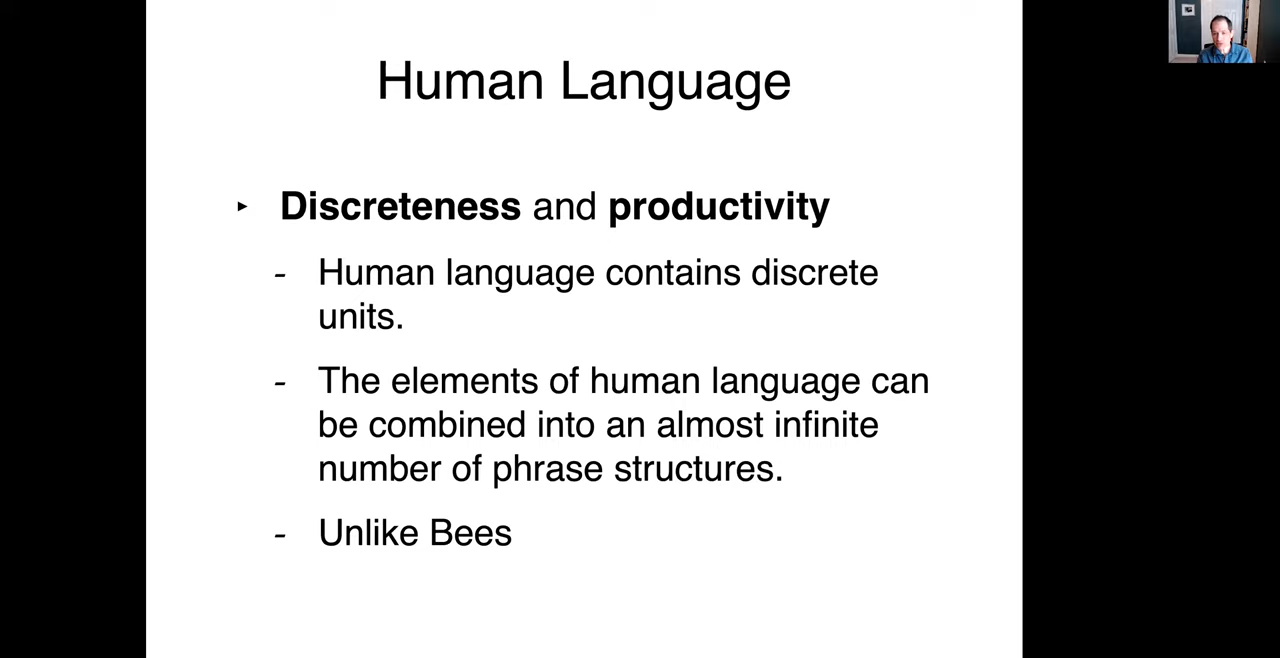 Human Language
‣ Discreteness and productivity
- Human language contains discrete
units.
- The elements of human language can
be combined into an almost infinite
number of phrase structures.
- Unlike Bees